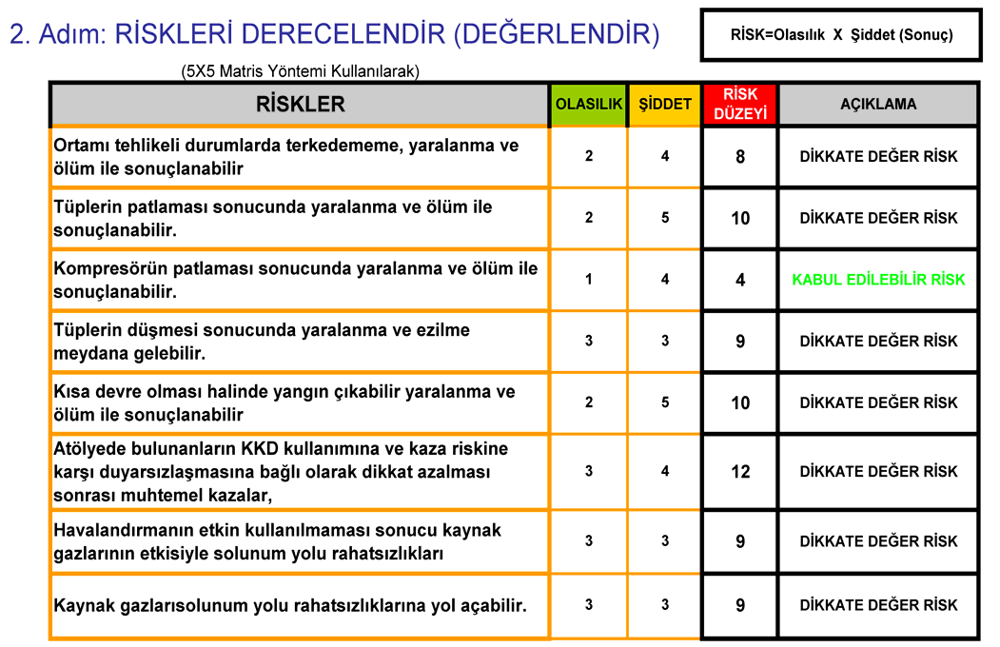 2. Adım: RİSKLERİ DERECELENDİR (DEĞERLENDİR)
RİSK=Olasılık X Şiddet (Sonuç)
(5X5 Matris Yöntemi Kullanılarak)
RİSKLER OLASILIK ŞİDDET RİSK DÜZEYİ AÇIKLAMA
Ortamı tehlikeli durumlarda terkedememe, yaralanma ve
ölüm ile sonuçlanabilir
2 4 8 DİKKATE DEĞER RİSK
Tüplerin patlaması sonucunda yaralanma ve ölüm ile
sonuçlanabilir.
2 5 10 DİKKATE DEĞER RİSK
Kompresörün patlaması sonucunda yaralanma ve ölüm ile
sonuçlanabilir.
1 4 4 KABUL EDİLEBİLİR RİSK
Tüplerin düşmesi sonucunda yaralanma ve ezilme
meydana gelebilir.
3 3 9 DİKKATE DEĞER RİSK
Kısa devre olması halinde yangın çıkabilir yaralanma ve
ölüm ile sonuçlanabilir
2 5 10 DİKKATE DEĞER RİSK
Atölyede bulunanların KKD kullanımına ve kaza riskine
karşı duyarsızlaşmasına bağlı olarak dikkat azalması
sonrası muhtemel kazalar,
3 4 12 DİKKATE DEĞER RİSK
Havalandırmanın etkin kullanılmaması sonucu kaynak
gazlarının etkisiyle solunum yolu rahatsızlıkları
3 3 9 DİKKATE DEĞER RİSK
Kaynak gazlarısolunum yolu rahatsızlıklarına yol açabilir.
3 3 9 DİKKATE DEĞER RİSK